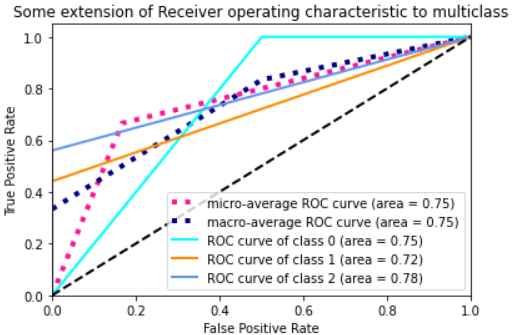 Some extension of Receiver operating characteristic to multiclass
1.0
0.8
0.6
0.4
0.2
0.0
True Positive Rate
micro-average ROC curve (area = 0.75)
macro-average ROC curve (area = 0.75)
ROC curve of class 0 (area = 0.75)
ROC curve of class 1 (area = 0.72)
ROC curve of class 2 (area = 0.78)
0.0 0.2 0.4 0.6 0.8 1.0
False Positive Rate